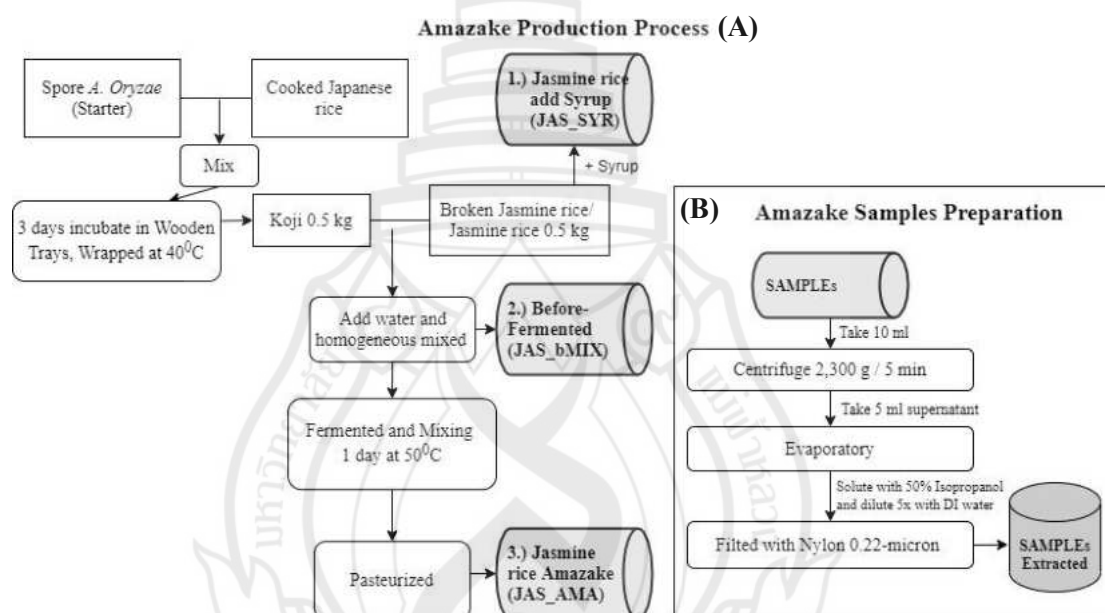 Amazake Production Process (A)
Spore A. Oryzae
(Starter)
Cooked Japanese
rice
Mix
3 days incubate in Wooden
Trays, Wrapped at 40⁰C
Koji 0.5 kg
Broken Jasmine rice/
Jasmine rice 0.5 kg
+ Syrup
1.) Jasmine rice
add Syrup
(JAS_SYR)
Add water and
homogeneous mixed
2.) Before-
Fermented
(JAS_bMIX)
Fermented and Mixing
1 day at 50⁰C
Pasteurized
3.) Jasmine
rice Amazake
(JAS_AMA)
(B) Amazake Samples Preparation
SAMPLEs
Take 10 ml
Centrifuge 2,300 g / 5 min
Take 5 ml supernatant
Evaporatory
Solute with 50% Isopropanol
and dilute 5x with DI water
Filted with Nylon 0.22-micron
SAMPLEs
Extracted